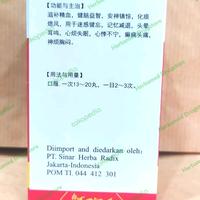 【功能与主治】
滋补精血，健脑益智，安神镇惊，化痰
熄风，用于迷惑健忘，记忆减退，头晕
耳鸣，心烦失眠，心悸不宁，癫痫头痛
神烦胸闷。
【用法与用量】
口服。一次13~20丸，一日2~3次。
Diimport and diedarkan oleh:
PT. Sinar Herba Radix
Jakarta-Indonesia
POM TI. 044 412 301
tokopedia